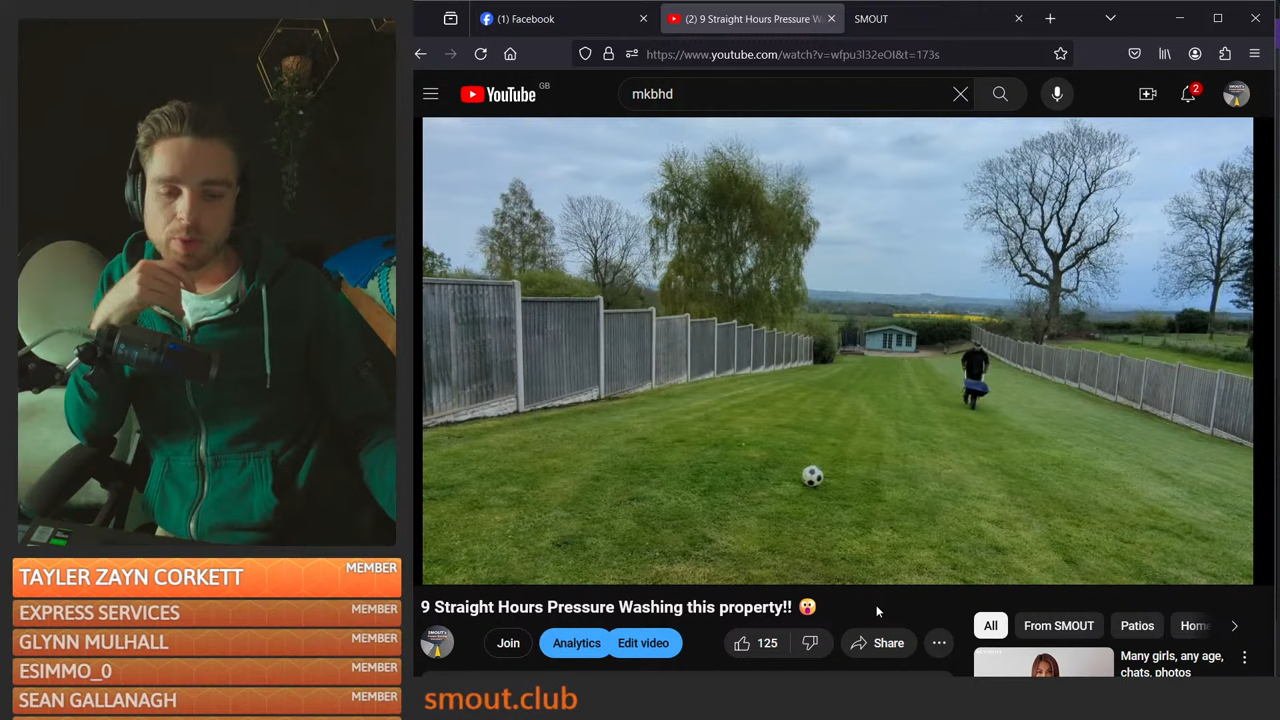 (1) Facebook
(2) 9 Straight Hours Pressure W
SMOUT
https://www.youtube.com/watch?v=wfpu3l32eOI&t=173s
YouTube GB
mkbhd
2
9 Straight Hours Pressure Washing this property!! 😲
Join
Analytics
Edit video
125
Share
All
From SMOUT
Patios
Home
Many girls, any age,
chats, photos
TAYLER ZAYN CORKETT MEMBER
EXPRESS SERVICES MEMBER
GLYNN MULHALL MEMBER
ESIMMO_0 MEMBER
SEAN GALLANAGH MEMBER
smout.club